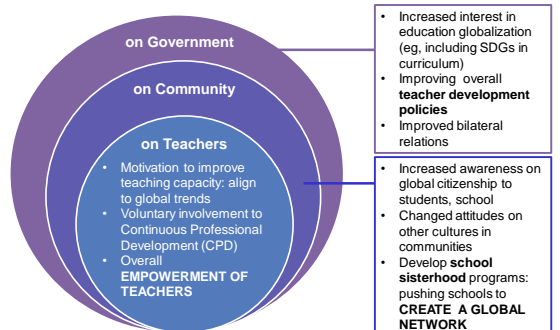 on Government
on Community
on Teachers
• Motivation to improve
teaching capacity: align
to global trends
• Voluntary involvement to
Continuous Professional
Development (CPD)
• Overall
EMPOWERMENT OF
TEACHERS
• Increased interest in
education globalization
(eg, including SDGs in
curriculum)
• Improving overall
teacher development
policies
• Improved bilateral
relations
• Increased awareness on
global citizenship to
students, school
• Changed attitudes on
other cultures in
communities
• Develop school
sisterhood programs:
pushing schools to
CREATE A GLOBAL
NETWORK